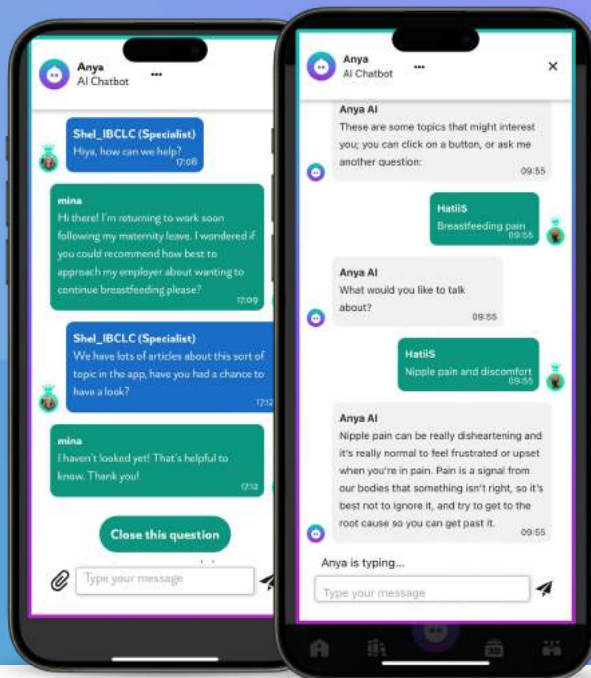 Anya
AI Chatbot
Shel_IBCLC (Specialist)
Hiya, how can we help?
17:08
mina
Hi there! I'm returning to work soon
following my maternity leave. I wondered if
you could recommend how best to
approach my employer about wanting to
continue breastfeeding please?
17:09
Shel_IBCLC (Specialist)
We have lots of articles about this sort of
topic in the app, have you had a chance to
have a look?
17:12
mina
I haven't looked yet! That's helpful to
know. Thank you!
17:12
Close this question
Type your message
Anya
AI Chatbot
Anya AI
These are some topics that might interest
you; you can click on a button, or ask me
another question:
09:55
HatiiS
Breastfeeding pain
09:55
Anya AI
What would you like to talk
about?
09:55
HatiiS
Nipple pain and discomfort
09:55
Anya AI
Nipple pain can be really disheartening and
it's really normal to feel frustrated or upset
when you're in pain. Pain is a signal from
our bodies that something isn't right, so it's
best not to ignore it, and try to get to the
root cause so you can get past it.
09:55
Anya is typing...
Type your message